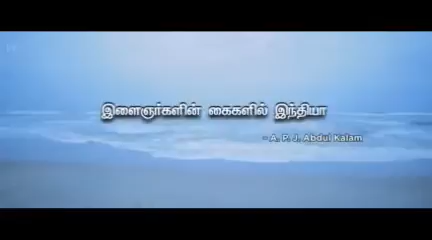 இளைஞர்களின் கைகளில் இந்தியா
- A. P. J. Abdul Kalam